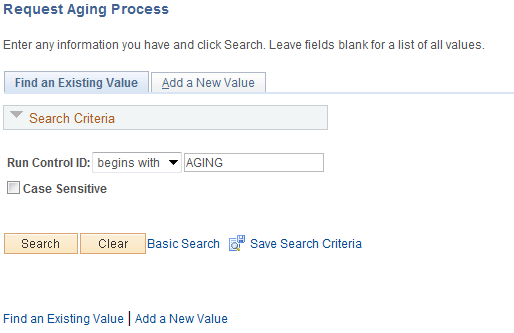 Request Aging Process
Enter any information you have and click Search. Leave fields blank for a list of all values.
Find an Existing Value Add a New Value
Search Criteria
Run Control ID: begins with AGING
Case Sensitive
Search Clear Basic Search Save Search Criteria
Find an Existing Value | Add a New Value